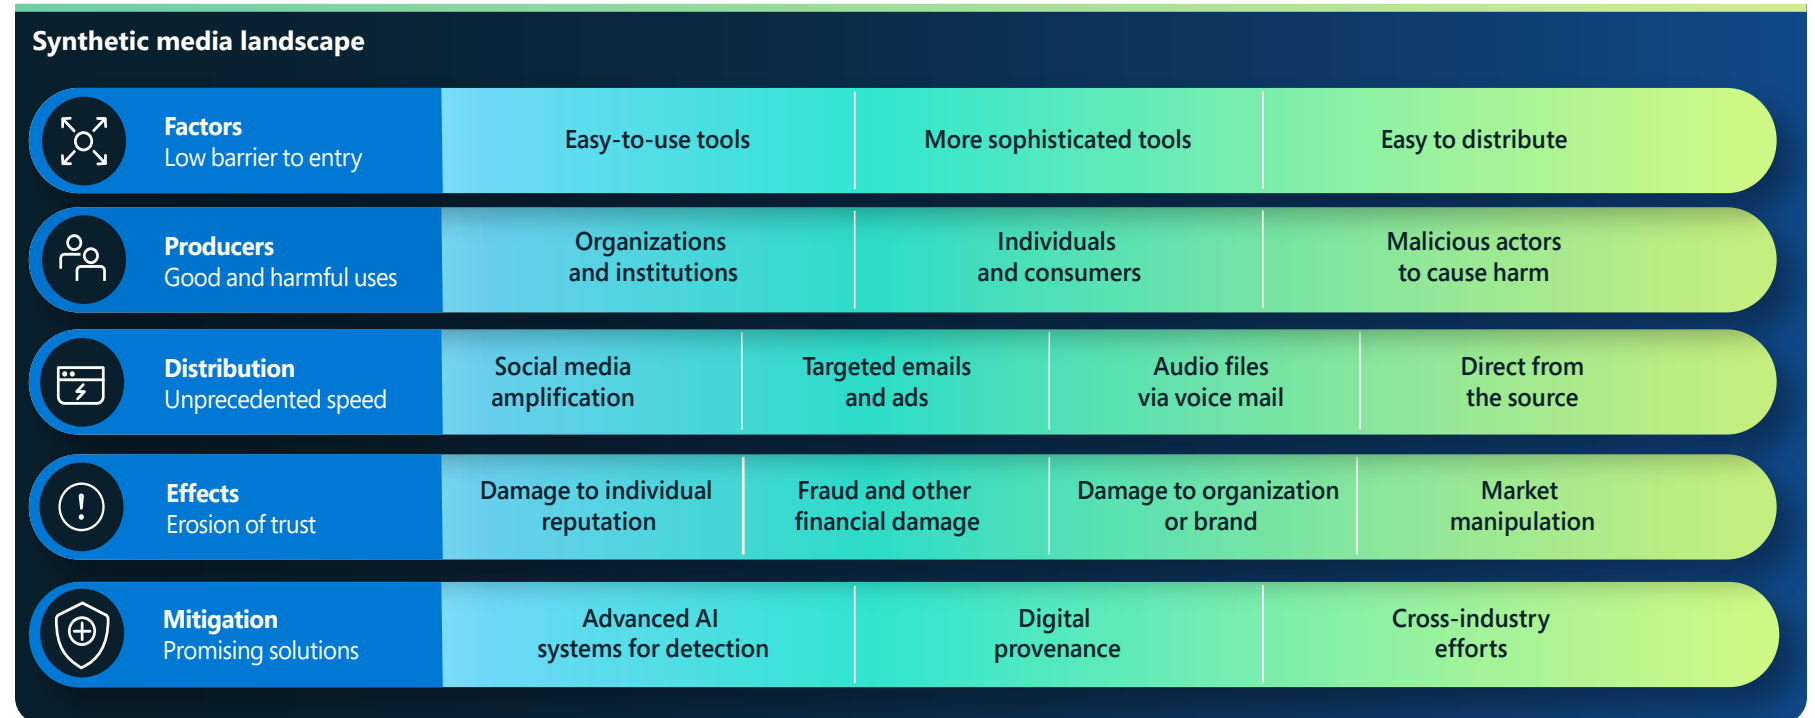 Synthetic media landscape
Factors
Low barrier to entry
Easy-to-use tools
More sophisticated tools
Easy to distribute
Producers
Good and harmful uses
Organizations
and institutions
Individuals
and consumers
Malicious actors
to cause harm
Distribution
Unprecedented speed
Social media
amplification
Targeted emails
and ads
Audio files
via voice mail
Direct from
the source
Effects
Erosion of trust
Damage to individual
reputation
Fraud and other
financial damage
Damage to organization
or brand
Market
manipulation
Mitigation
Promising solutions
Advanced AI
systems for detection
Digital
provenance
Cross-industry
efforts